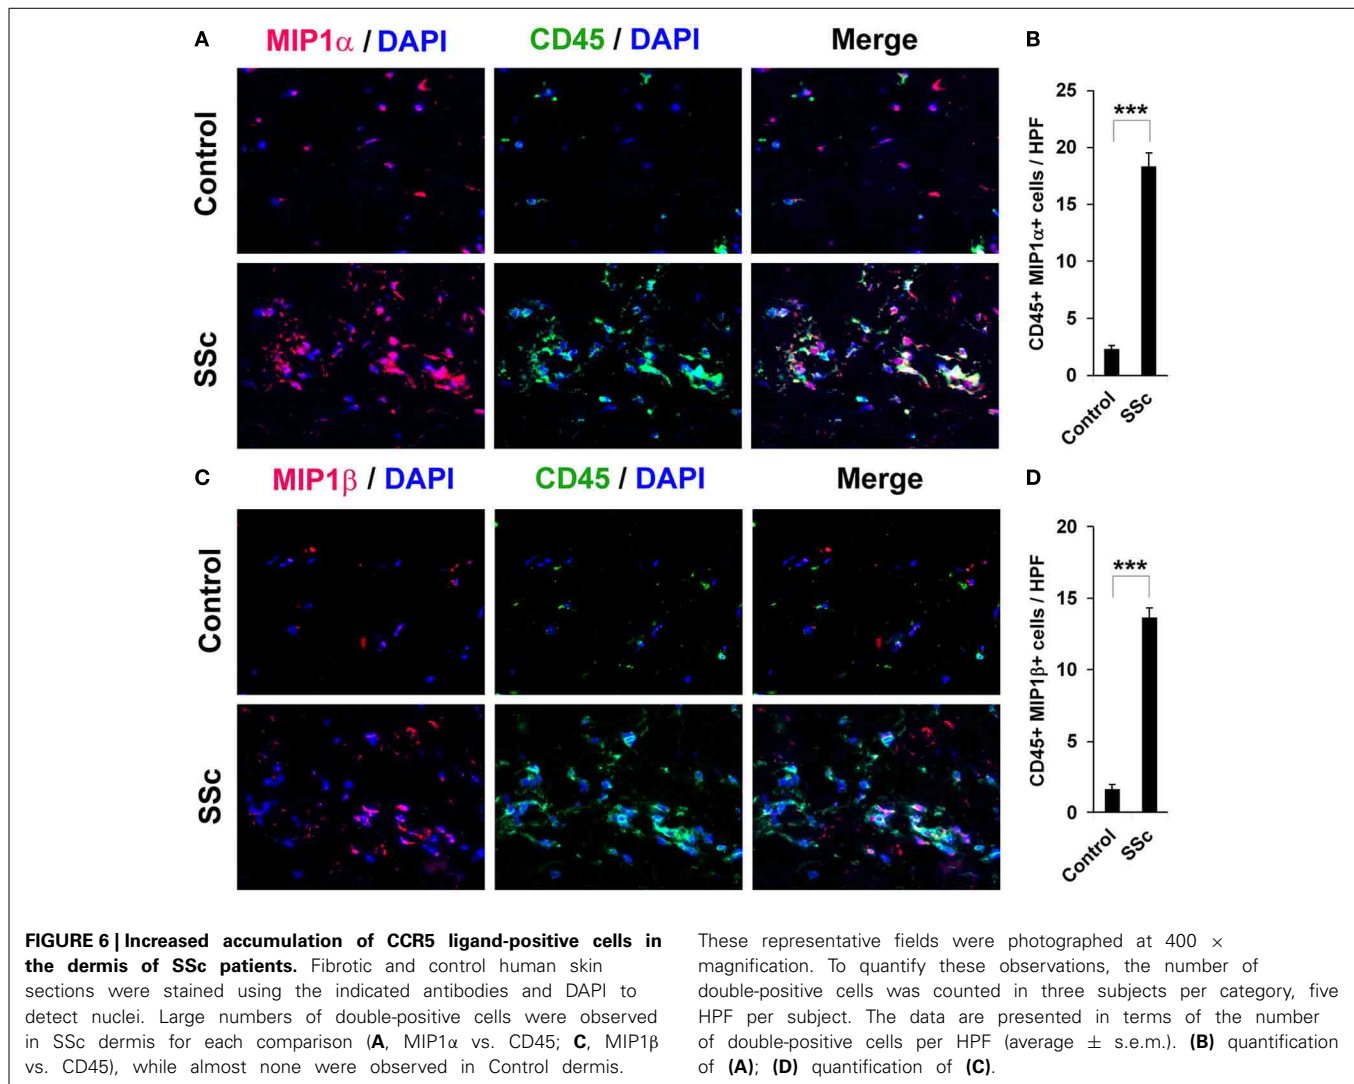 A
MIP1α / DAPI
CD45 / DAPI
Merge
Control
SSc
B
CD45+ MIP1α+ cells / HPF
25
20
15
10
5
0
***
Control
SSc
C
MIP1β / DAPI
CD45 / DAPI
Merge
Control
SSc
D
CD45+ MIP1β+ cells / HPF
20
15
10
5
0
***
Control
SSc
FIGURE 6 | Increased accumulation of CCR5 ligand-positive cells in
the dermis of SSc patients. Fibrotic and control human skin
sections were stained using the indicated antibodies and DAPI to
detect nuclei. Large numbers of double-positive cells were observed
in SSc dermis for each comparison (A, MIP1α vs. CD45; C, MIP1β
vs. CD45), while almost none were observed in Control dermis.
These representative fields were photographed at 400 ×
magnification. To quantify these observations, the number of
double-positive cells was counted in three subjects per category, five
HPF per subject. The data are presented in terms of the number
of double-positive cells per HPF (average ± s.e.m.). (B) quantification
of (A); (D) quantification of (C).